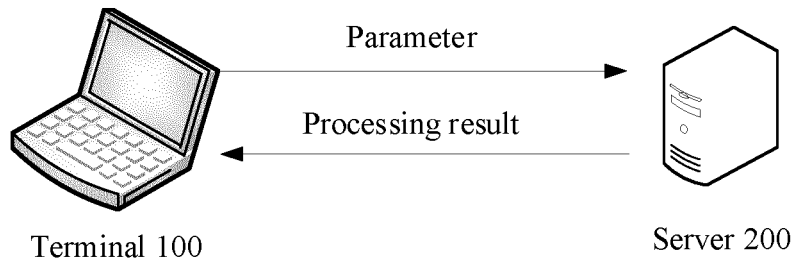 Parameter
Processing result
Terminal 100
Server 200